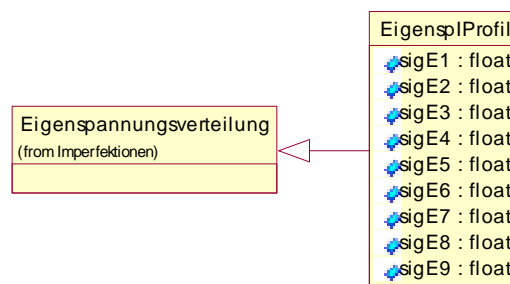 EigensplProfil
sigE1 : float
sigE2 : float
sigE3 : float
sigE4 : float
sigE5 : float
sigE6 : float
sigE7 : float
sigE8 : float
sigE9 : float
Eigenspannungsverteilung
(from Imperfektionen)